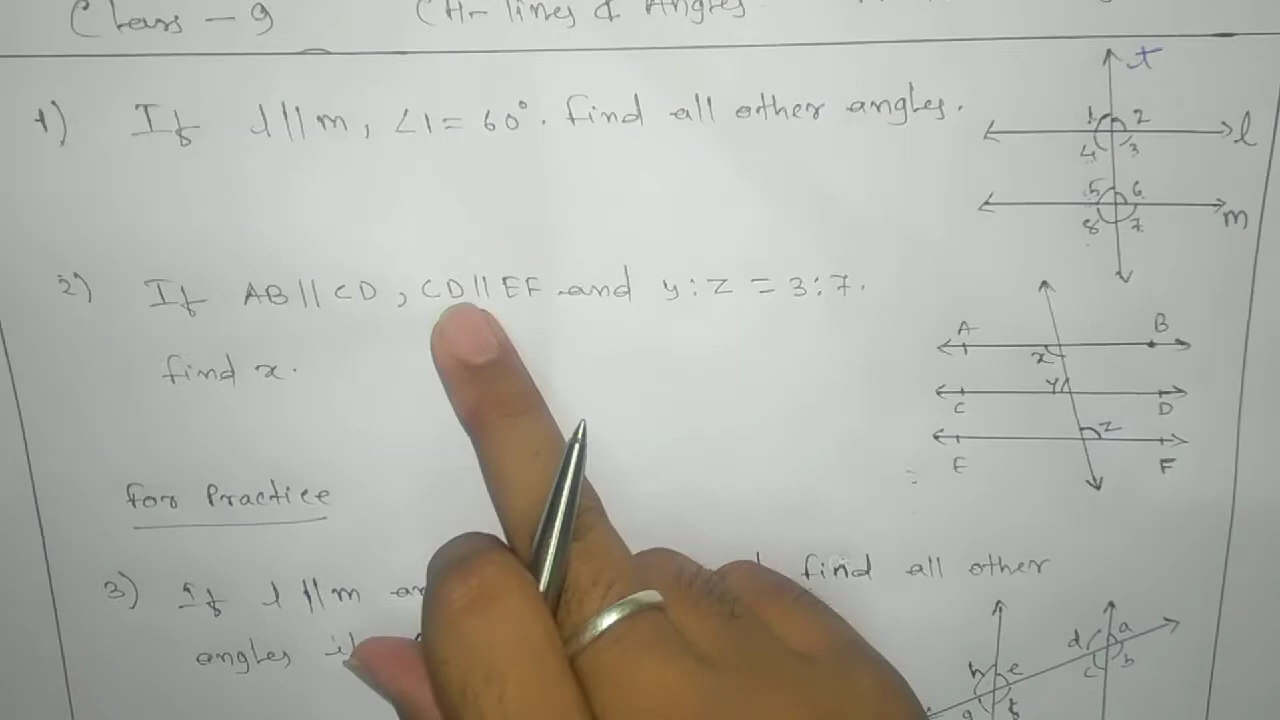 Class - 9 CH- lines & Angles
1) If l || m, ∠1 = 60°. find all other angles.
t
1 2
l
4 3
5 6
m
8 7
2) If AB || CD, CD || EF and y : z = 3 : 7.
find x.
A B
x
y
C D
z
E F
For Practice
3) If l || m find all other
angles
d a
c b
h e
g f